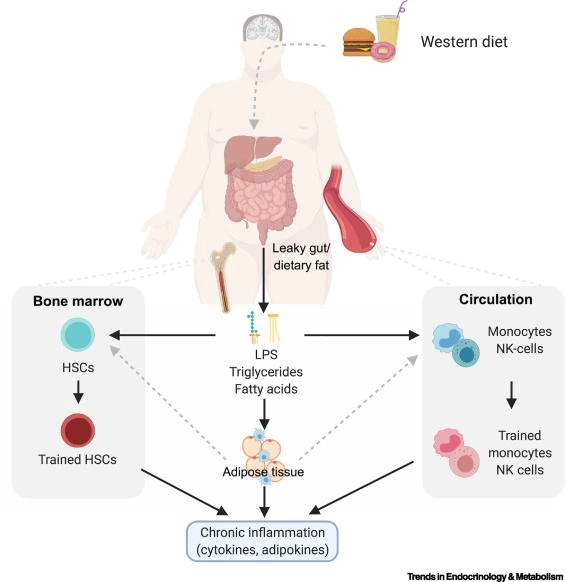 Western diet
Leaky gut/
dietary fat
Bone marrow
HSCs
Trained HSCs
LPS
Triglycerides
Fatty acids
Adipose tissue
Circulation
Monocytes
NK-cells
Trained
monocytes
NK cells
Chronic inflammation
(cytokines, adipokines)
Trends in Endocrinology & Metabolism